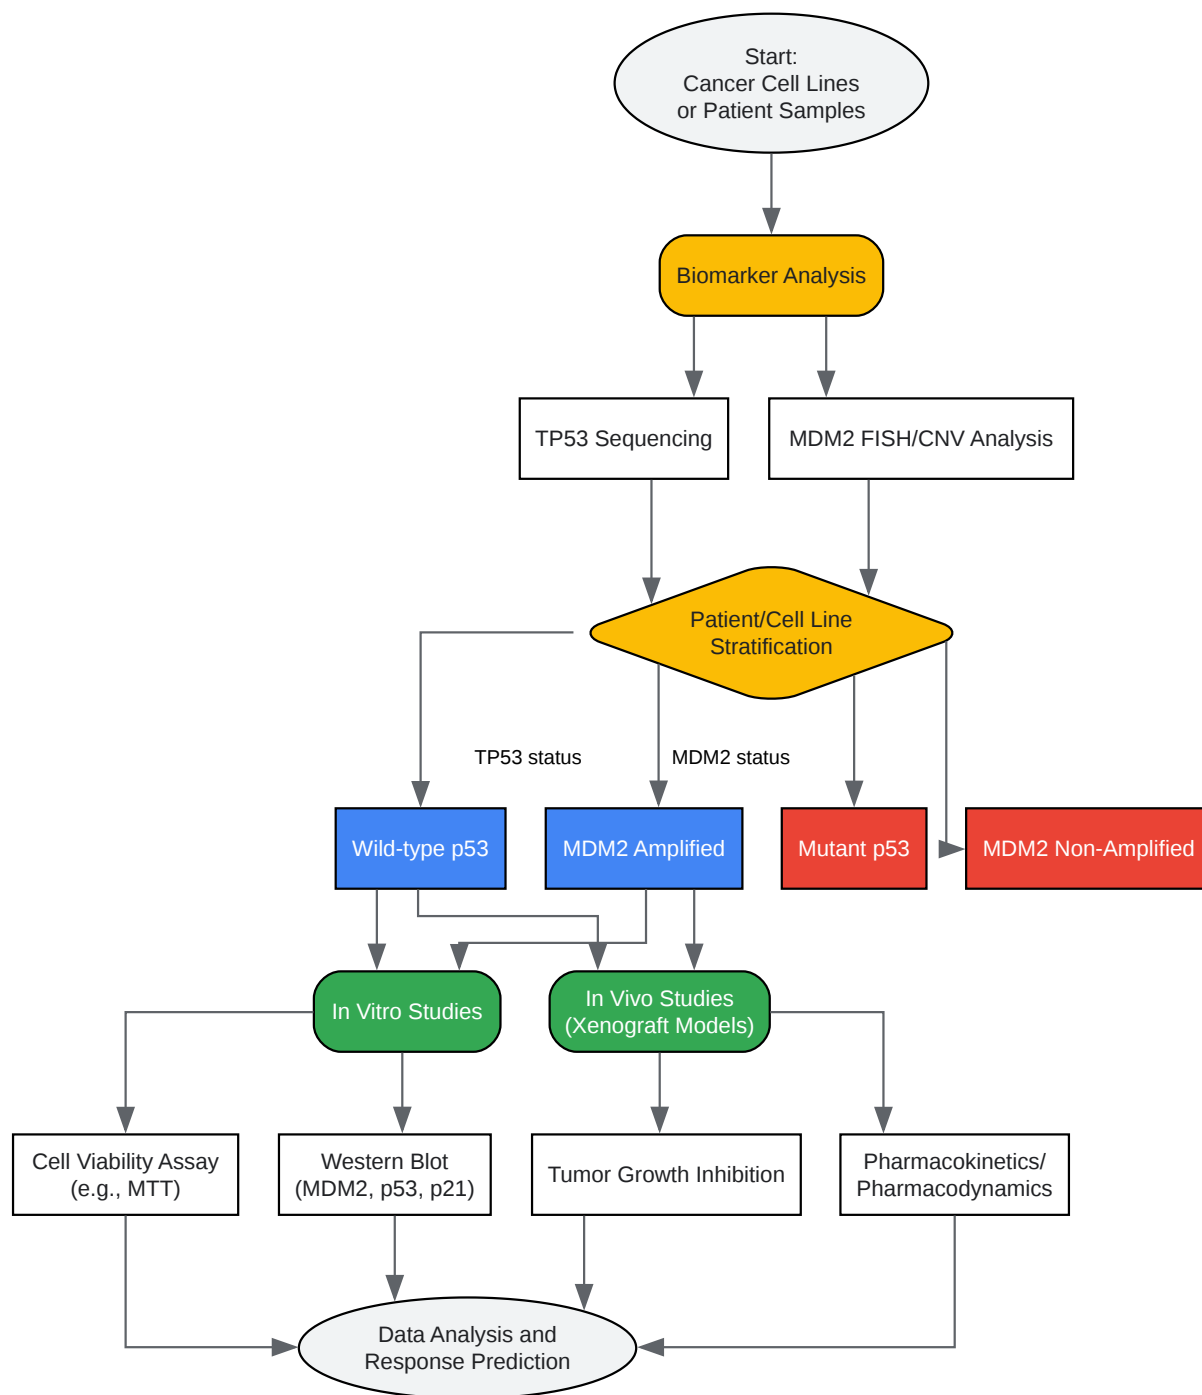 Start:
Cancer Cell Lines
or Patient Samples
Biomarker Analysis
TP53 Sequencing
MDM2 FISH/CNV Analysis
Patient/Cell Line
Stratification
TP53 status
MDM2 status
Wild-type p53
MDM2 Amplified
Mutant p53
MDM2 Non-Amplified
In Vitro Studies
In Vivo Studies
(Xenograft Models)
Cell Viability Assay
(e.g., MTT)
Western Blot
(MDM2, p53, p21)
Tumor Growth Inhibition
Pharmacokinetics/
Pharmacodynamics
Data Analysis and
Response Prediction